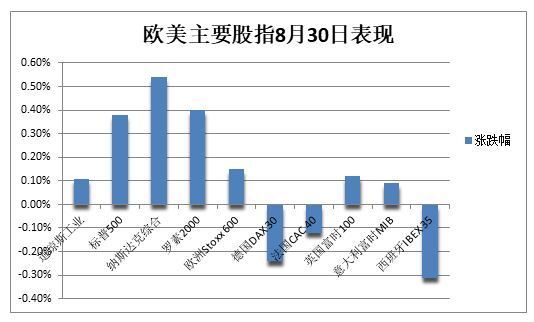 欧美主要股指8月30日表现
0.60%
0.50%
0.40%
0.30%
0.20%
0.10%
0.00%
-0.10%
-0.20%
-0.30%
-0.40%
道琼斯工业
标普500
纳斯达克综合
罗素2000
欧洲Stoxx600
德国DAX30
法国CAC40
英国富时100
意大利富时MIB
西班牙IBEX35
涨跌幅